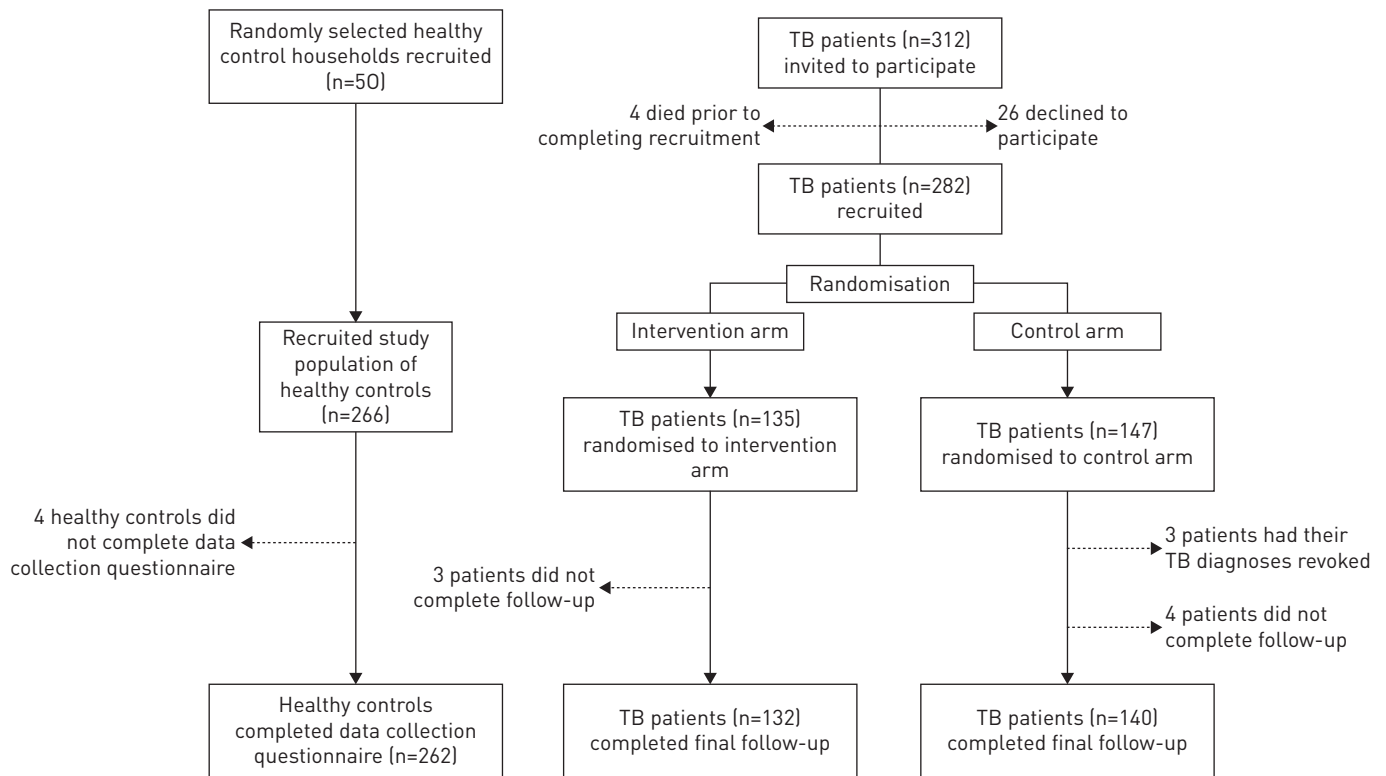 Randomly selected healthy
control households recruited
(n=50)
TB patients (n=312)
invited to participate
4 died prior to
completing recruitment
26 declined to
participate
TB patients (n=282)
recruited
Randomisation
Intervention arm
Control arm
Recruited study
population of
healthy controls
(n=266)
TB patients (n=135)
randomised to intervention
arm
TB patients (n=147)
randomised to control arm
4 healthy controls did
not complete data
collection questionnaire
3 patients did not
complete follow-up
3 patients had their
TB diagnoses revoked
4 patients did not
complete follow-up
Healthy controls
completed data collection
questionnaire (n=262)
TB patients (n=132)
completed final follow-up
TB patients (n=140)
completed final follow-up